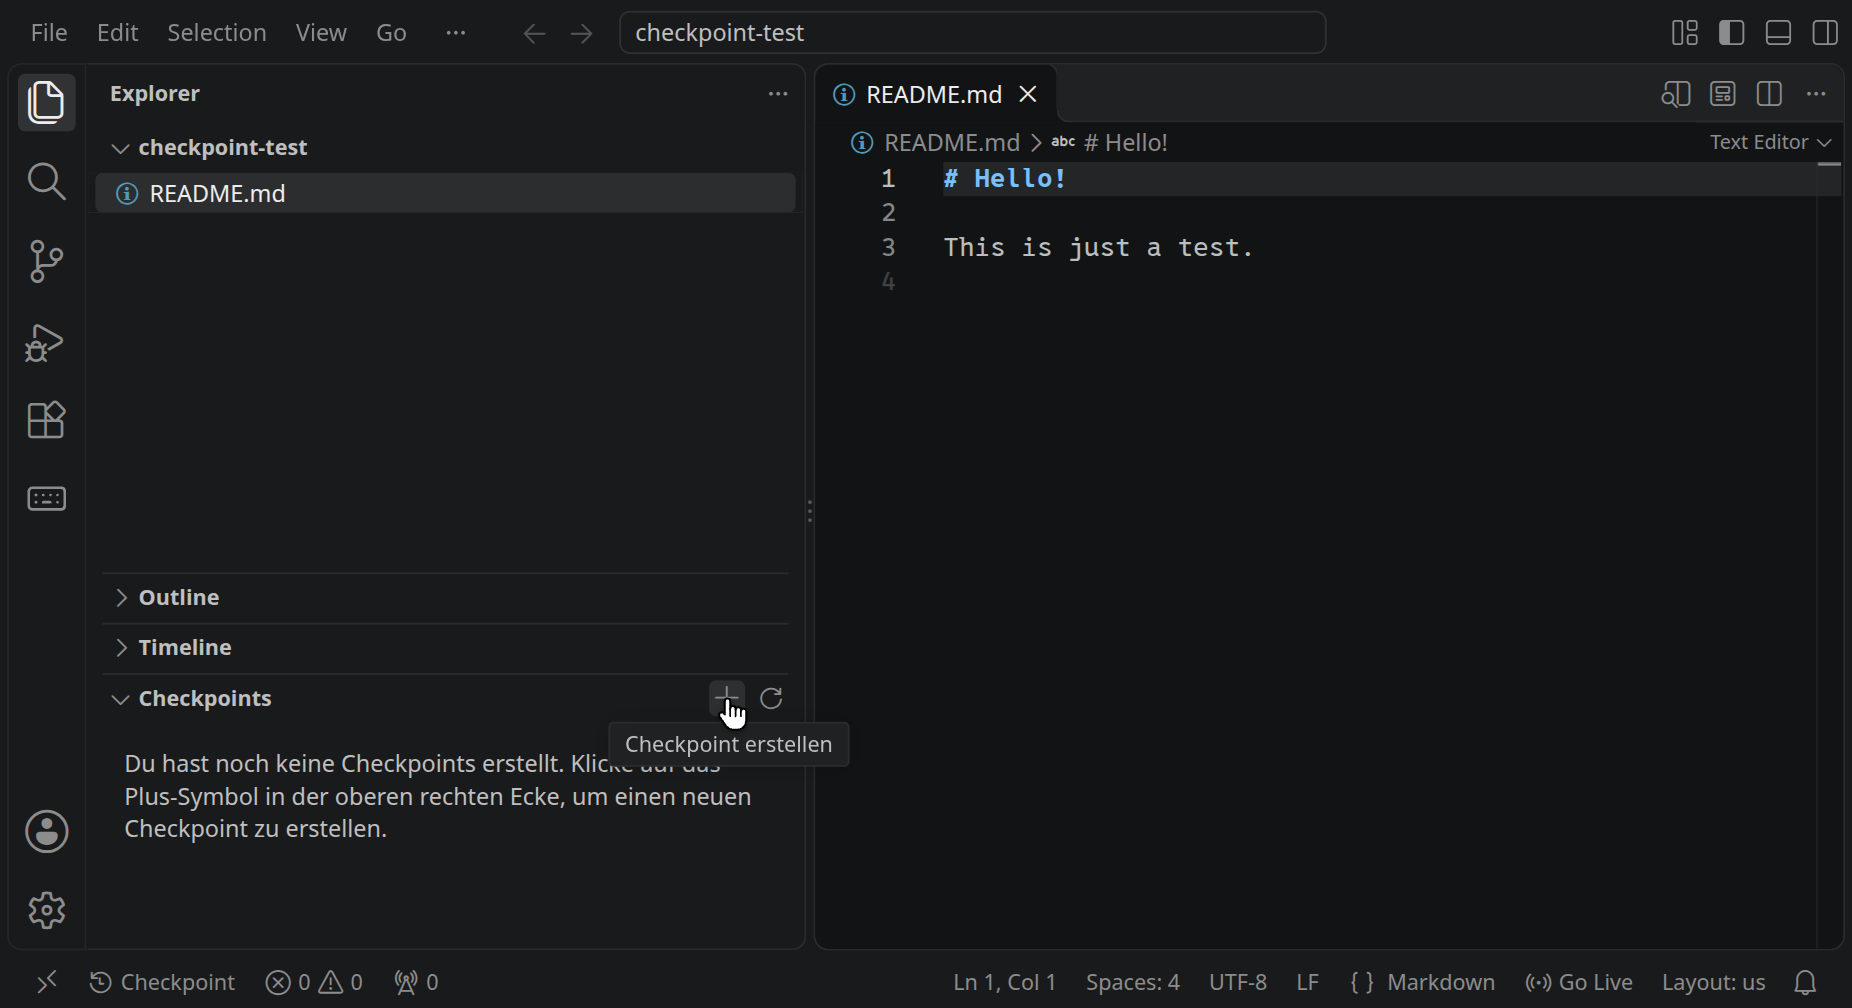 File Edit Selection View Go ··· checkpoint-test
Explorer
checkpoint-test
README.md
Outline
Timeline
Checkpoints
Checkpoint erstellen
Du hast noch keine Checkpoints erstellt. Klicke auf das
Plus-Symbol in der oberen rechten Ecke, um einen neuen
Checkpoint zu erstellen.
README.md
README.md > abc # Hello! Text Editor
1 # Hello!
2
3 This is just a test.
4
Checkpoint 0 0 0 Ln 1, Col 1 Spaces: 4 UTF-8 LF { } Markdown Go Live Layout: us